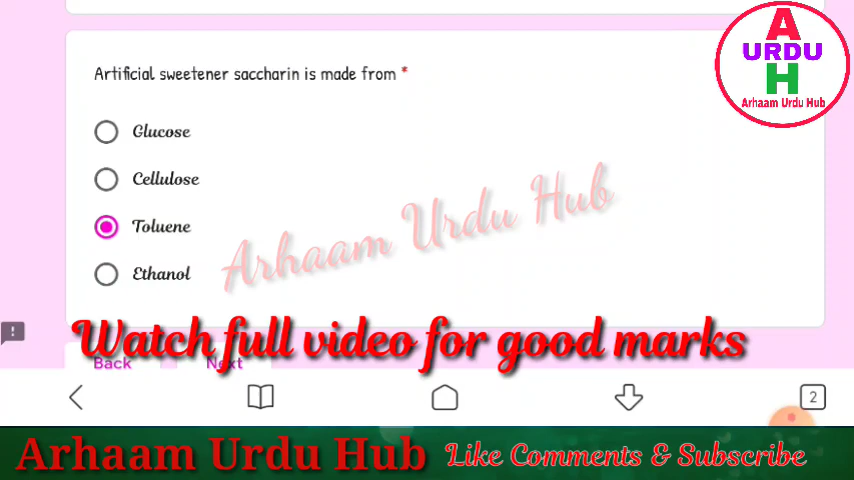 A
URDU
H
Arhaam Urdu Hub
Artificial sweetener saccharin is made from *
Glucose
Cellulose
Toluene
Ethanol
Arhaam Urdu Hub
Watch full video for good marks
Back
Next
2
Arhaam Urdu Hub
Like Comments & Subscribe